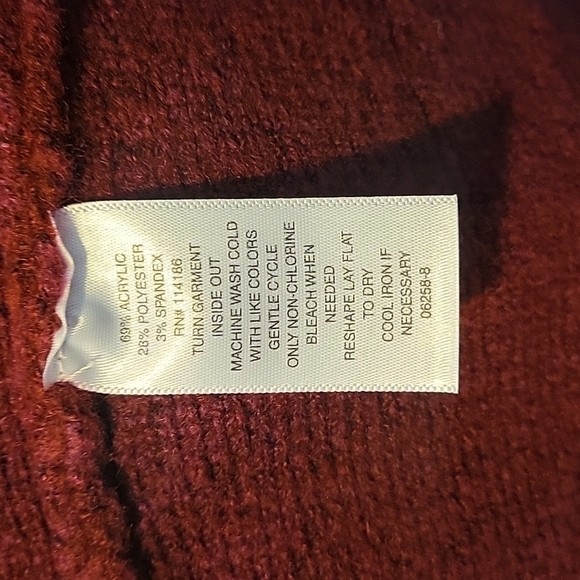 69% ACRYLIC
28% POLYESTER
3% SPANDEX
RN# 114186
TURN GARMENT
INSIDE OUT
MACHINE WASH COLD
WITH LIKE COLORS
GENTLE CYCLE
ONLY NON-CHLORINE
BLEACH WHEN
NEEDED
RESHAPE LAY FLAT
TO DRY
COOL IRON IF
NECESSARY
06258-8